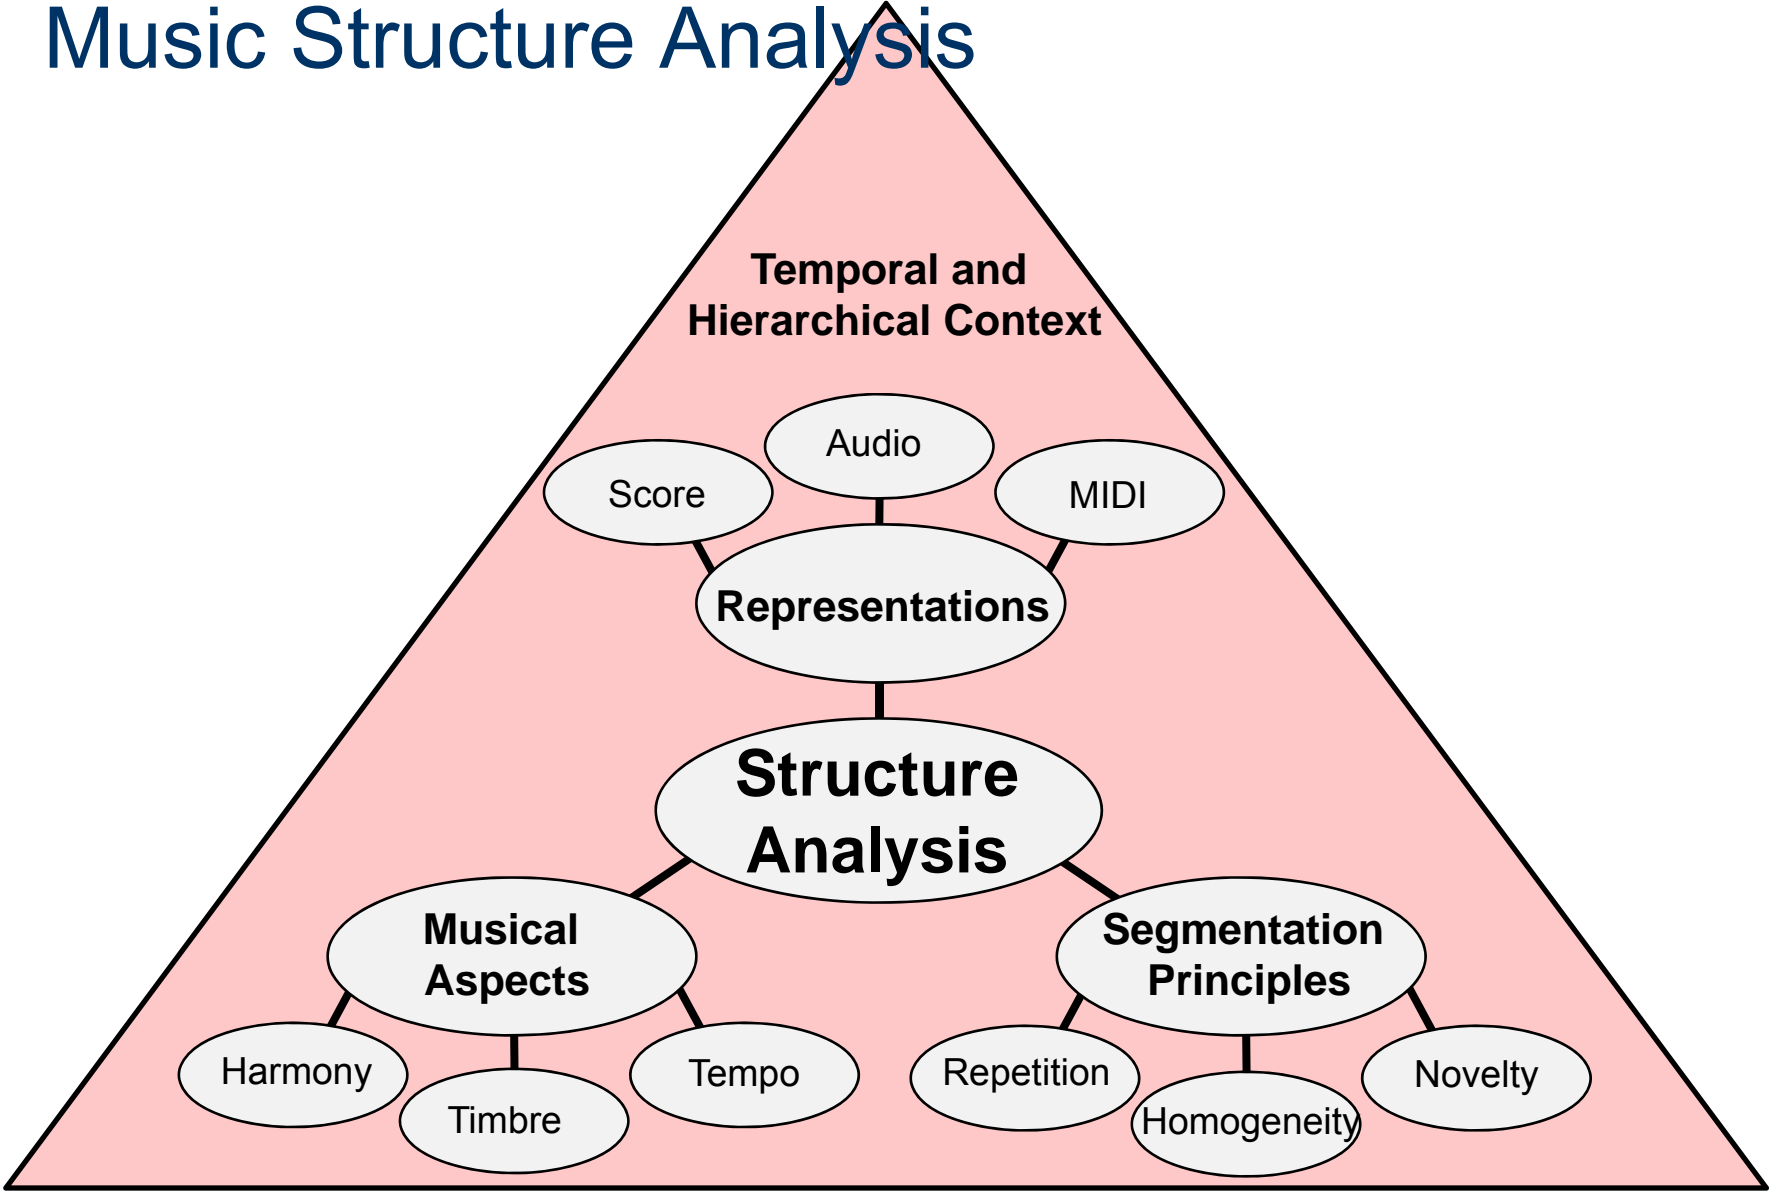 Music Structure Analysis
Temporal and
Hierarchical Context
Audio
Score
MIDI
Representations
Structure
Analysis
Musical
Aspects
Segmentation
Principles
Harmony
Timbre
Tempo
Repetition
Homogeneity
Novelty